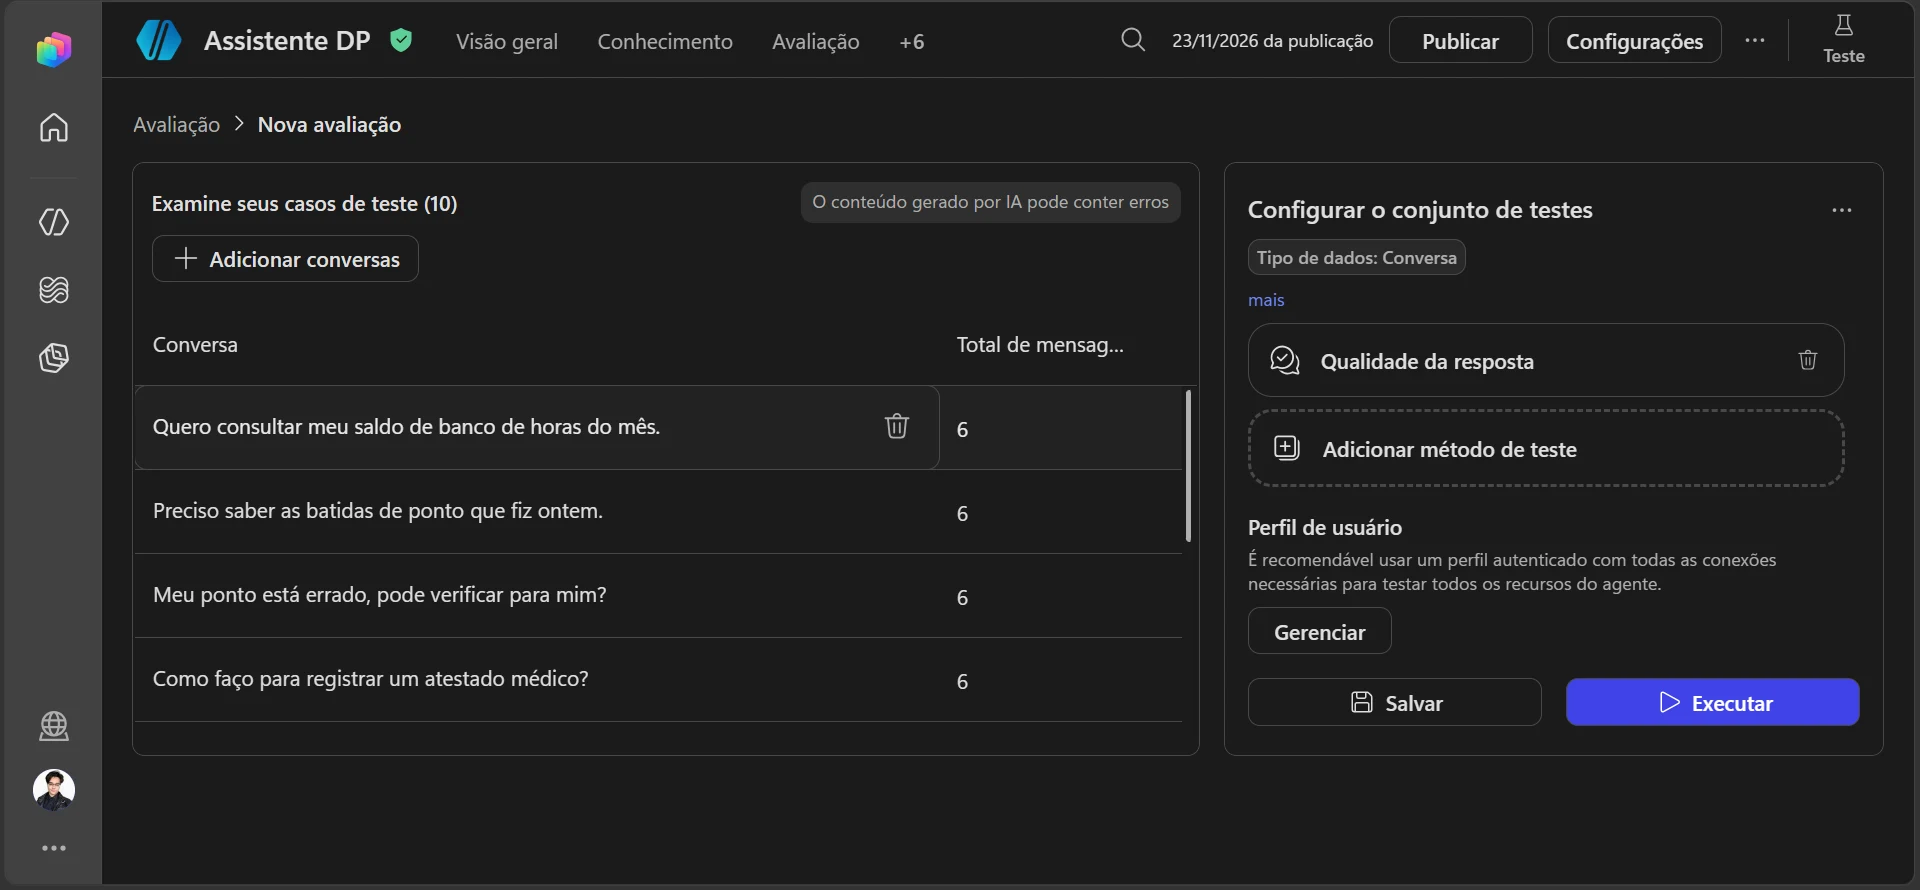 Assistente DP
Visão geral
Conhecimento
Avaliação
+6
23/11/2026 da publicação
Publicar
Configurações
Teste
Avaliação > Nova avaliação
Examine seus casos de teste (10)
O conteúdo gerado por IA pode conter erros
Adicionar conversas
Conversa
Total de mensag...
Quero consultar meu saldo de banco de horas do mês.
6
Preciso saber as batidas de ponto que fiz ontem.
6
Meu ponto está errado, pode verificar para mim?
6
Como faço para registrar um atestado médico?
6
Configurar o conjunto de testes
Tipo de dados: Conversa
mais
Qualidade da resposta
Adicionar método de teste
Perfil de usuário
É recomendável usar um perfil autenticado com todas as conexões
necessárias para testar todos os recursos do agente.
Gerenciar
Salvar
Executar